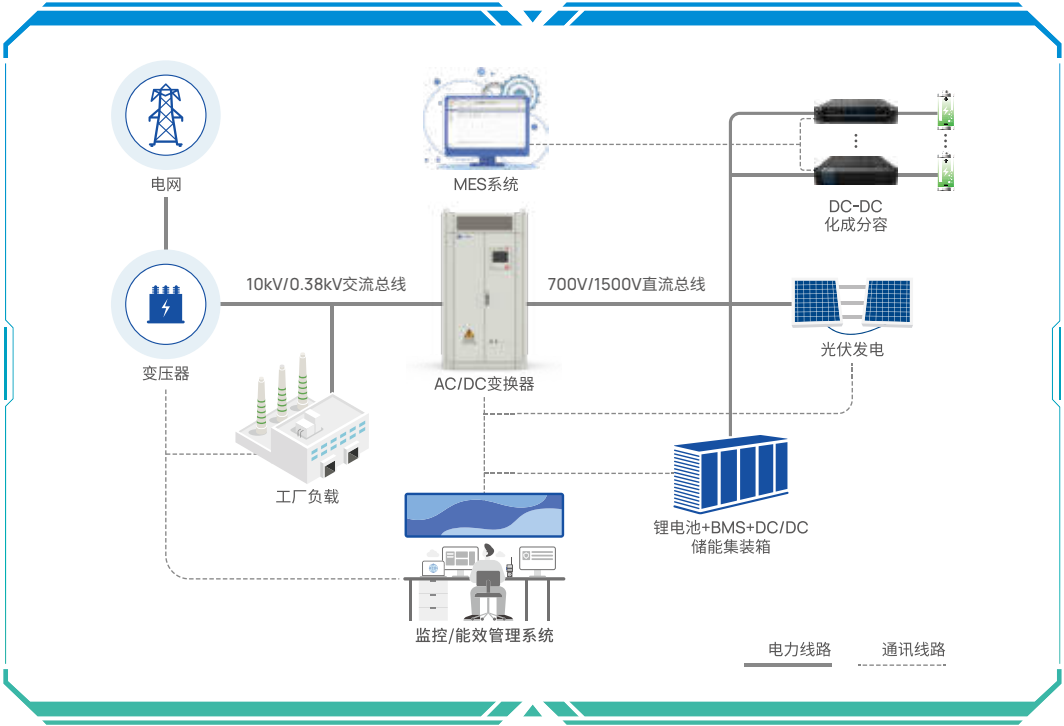 电网
MES系统
DC-DC
化成分容
10kV/0.38kV交流总线
700V/1500V直流总线
变压器
AC/DC变换器
光伏发电
工厂负载
锂电池+BMS+DC/DC
储能集装箱
监控/能效管理系统
电力线路
通讯线路